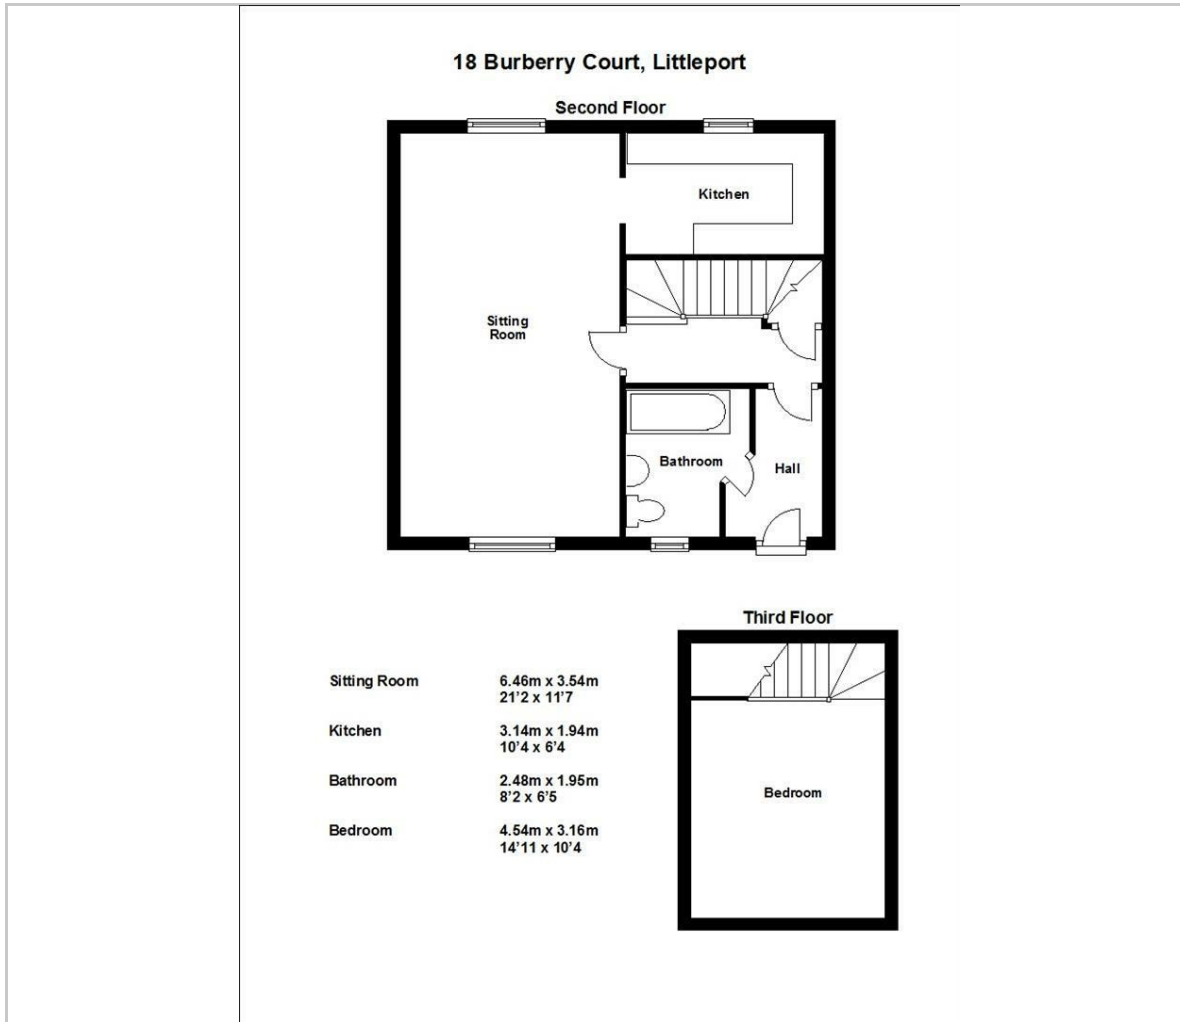 18 Burberry Court, Littleport
Second Floor
Kitchen
Sitting
Room
Bathroom
Hall
Third Floor
Sitting Room 6.46m x 3.54m
21'2 x 11'7
Kitchen 3.14m x 1.94m
10'4 x 6'4
Bathroom 2.48m x 1.95m
8'2 x 6'5
Bedroom 4.54m x 3.16m
14'11 x 10'4
Bedroom